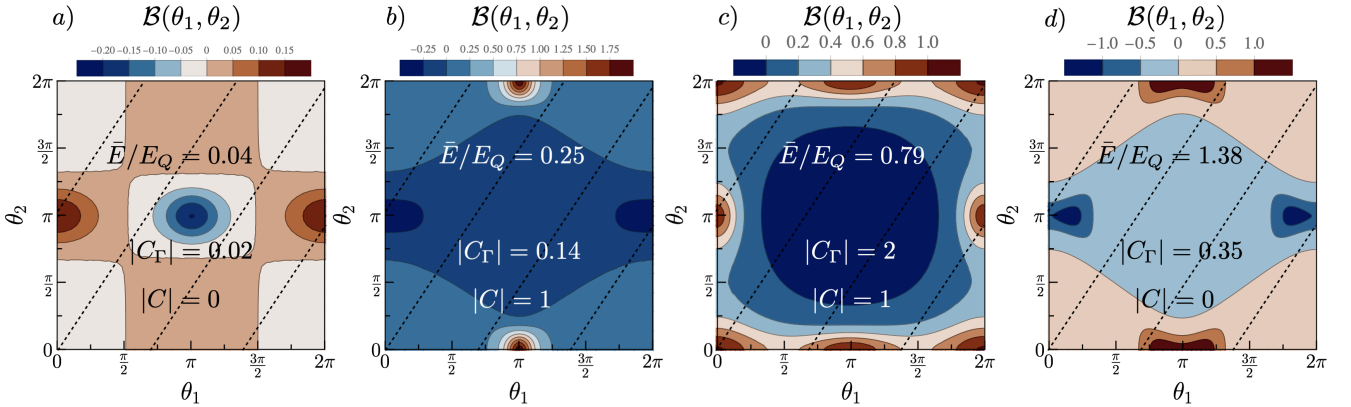 a) B(θ₁, θ₂)
−0.20 −0.15 −0.10 −0.05 0 0.05 0.10 0.15
2π
3π/2
π
π/2
0
θ₂
Ē/E_Q = 0.04
|C_Γ| = 0.02
|C| = 0
0 π/2 π 3π/2 2π
θ₁
b) B(θ₁, θ₂)
−0.25 0 0.25 0.50 0.75 1.00 1.25 1.50 1.75
2π
3π/2
π
π/2
0
θ₂
Ē/E_Q = 0.25
|C_Γ| = 0.14
|C| = 1
0 π/2 π 3π/2 2π
θ₁
c) B(θ₁, θ₂)
0 0.2 0.4 0.6 0.8 1.0
2π
3π/2
π
π/2
0
θ₂
Ē/E_Q = 0.79
|C_Γ| = 2
|C| = 1
0 π/2 π 3π/2 2π
θ₁
d) B(θ₁, θ₂)
−1.0 −0.5 0 0.5 1.0
2π
3π/2
π
π/2
0
θ₂
Ē/E_Q = 1.38
|C_Γ| = 0.35
|C| = 0
0 π/2 π 3π/2 2π
θ₁